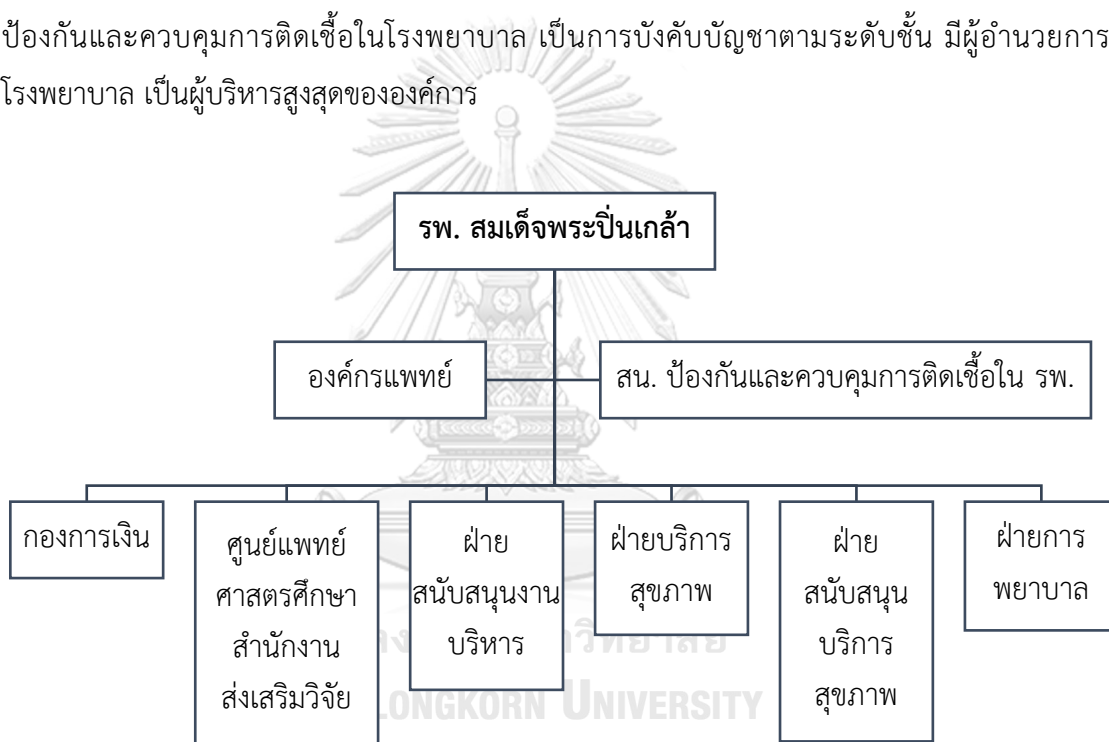 ป้องกันและควบคุมการติดเชื้อในโรงพยาบาล เป็นการบังคับบัญชาตามระดับชั้น มีผู้อำนวยการ
โรงพยาบาล เป็นผู้บริหารสูงสุดขององค์การ
รพ. สมเด็จพระปิ่นเกล้า
องค์กรแพทย์
สน. ป้องกันและควบคุมการติดเชื้อใน รพ.
กองการเงิน
ศูนย์แพทย์
ศาสตรศึกษา
สำนักงาน
ส่งเสริมวิจัย
ฝ่าย
สนับสนุนงาน
บริหาร
ฝ่ายบริการ
สุขภาพ
ฝ่าย
สนับสนุน
บริการ
สุขภาพ
ฝ่ายการ
พยาบาล
LONGKORN UNIVERSITY